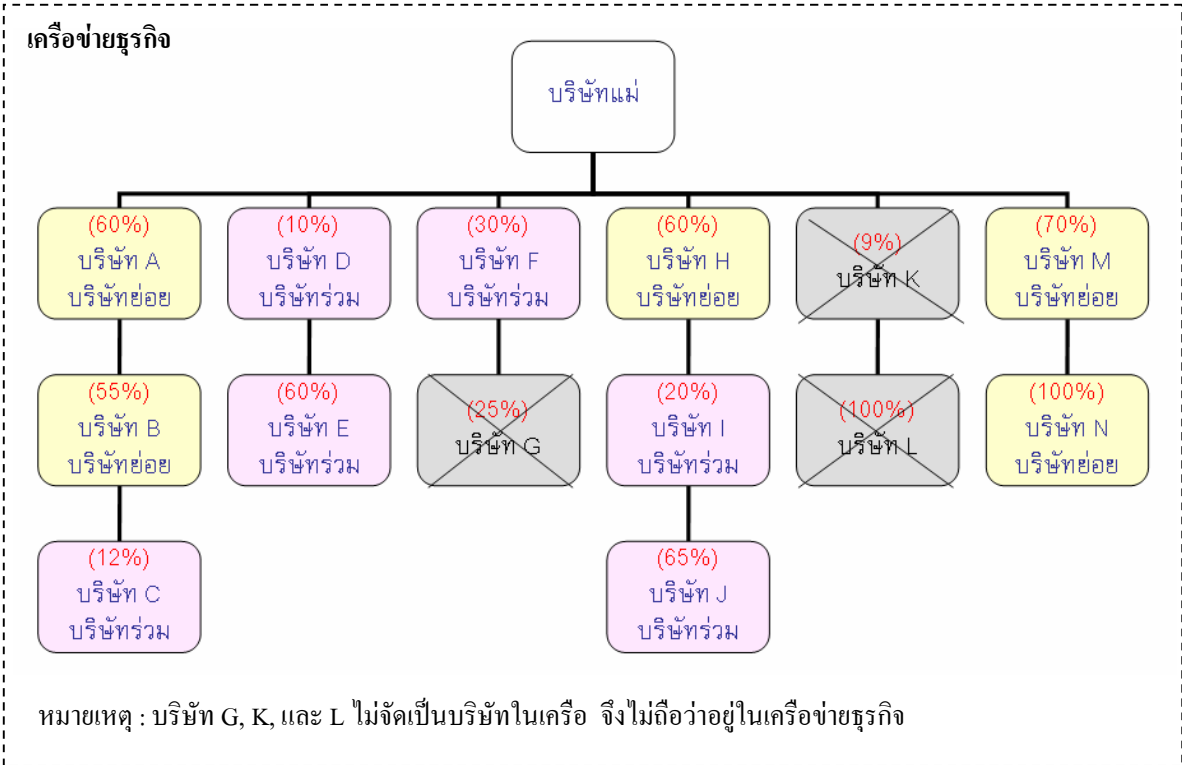 เครือข่ายธุรกิจ
บริษัทแม่
(60%)
บริษัท A
บริษัทย่อย
(10%)
บริษัท D
บริษัทร่วม
(30%)
บริษัท F
บริษัทร่วม
(60%)
บริษัท H
บริษัทย่อย
(9%)
บริษัท K
(70%)
บริษัท M
บริษัทย่อย
(55%)
บริษัท B
บริษัทย่อย
(60%)
บริษัท E
บริษัทร่วม
(25%)
บริษัท G
(20%)
บริษัท I
บริษัทร่วม
(100%)
บริษัท L
(100%)
บริษัท N
บริษัทย่อย
(12%)
บริษัท C
บริษัทร่วม
(65%)
บริษัท J
บริษัทร่วม
หมายเหตุ : บริษัท G, K, และ L ไม่จัดเป็นบริษัทในเครือ จึงไม่ถือว่าอยู่ในเครือข่ายธุรกิจ